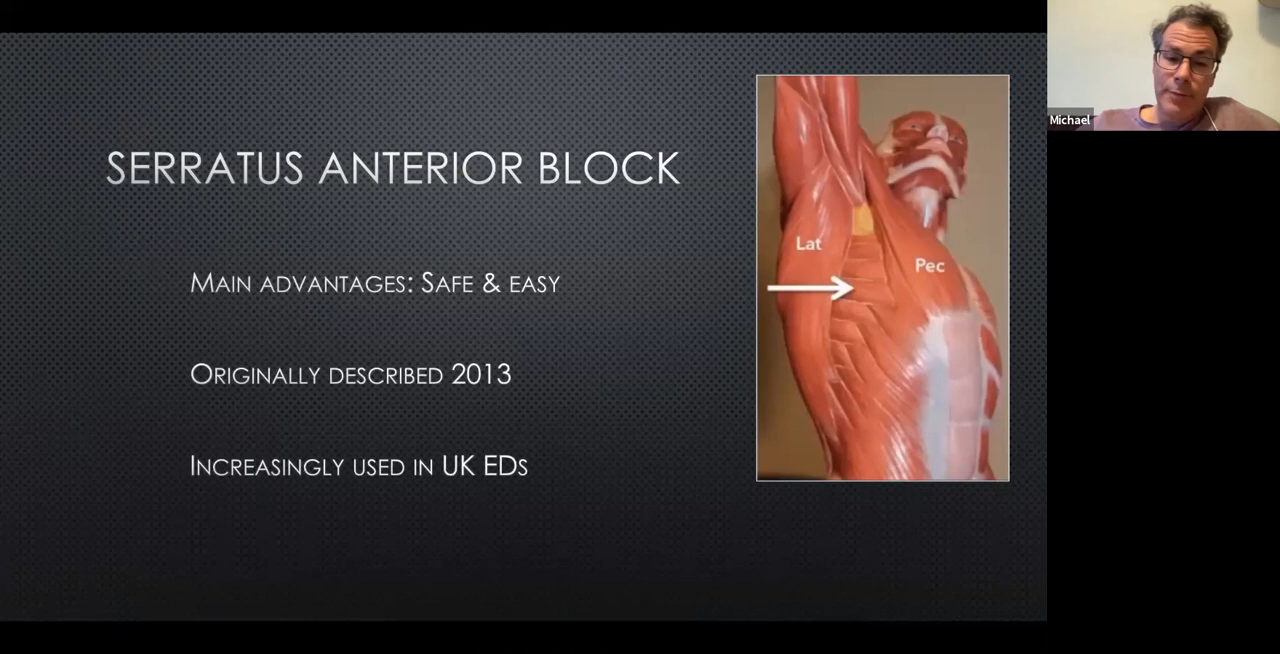 SERRATUS ANTERIOR BLOCK
MAIN ADVANTAGES: SAFE & EASY
ORIGINALLY DESCRIBED 2013
INCREASINGLY USED IN UK EDS
Lat
Pec
Michael